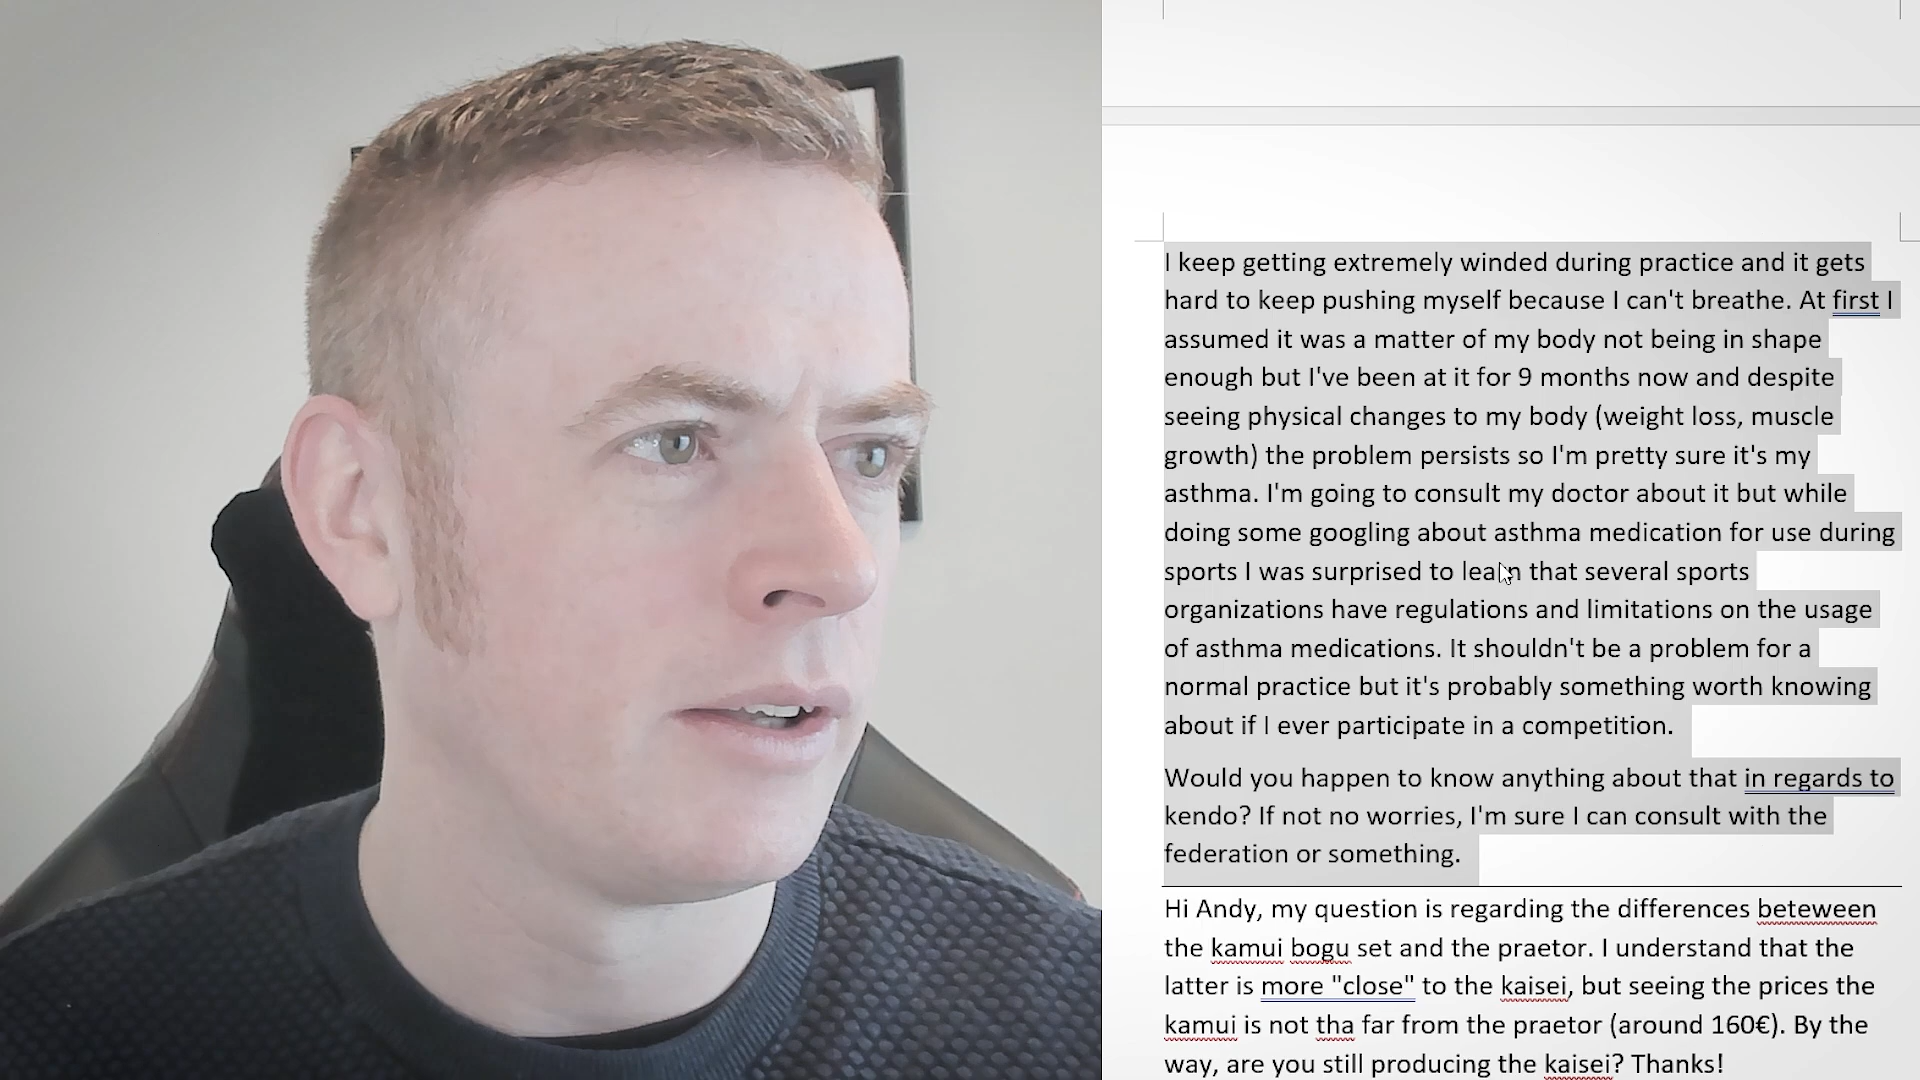 I keep getting extremely winded during practice and it gets
hard to keep pushing myself because I can't breathe. At first I
assumed it was a matter of my body not being in shape
enough but I've been at it for 9 months now and despite
seeing physical changes to my body (weight loss, muscle
growth) the problem persists so I'm pretty sure it's my
asthma. I'm going to consult my doctor about it but while
doing some googling about asthma medication for use during
sports I was surprised to learn that several sports
organizations have regulations and limitations on the usage
of asthma medications. It shouldn't be a problem for a
normal practice but it's probably something worth knowing
about if I ever participate in a competition.
Would you happen to know anything about that in regards to
kendo? If not no worries, I'm sure I can consult with the
federation or something.
Hi Andy, my question is regarding the differences beteween
the kamui bogu set and the praetor. I understand that the
latter is more "close" to the kaisei, but seeing the prices the
kamui is not tha far from the praetor (around 160€). By the
way, are you still producing the kaisei? Thanks!